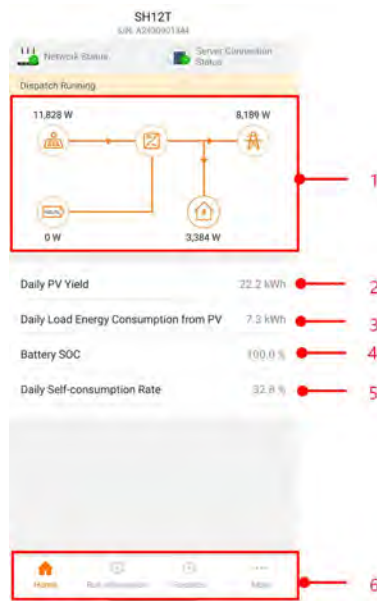 SH12T
Network Status
Server Connection
Status
Dispatch Running
11,828 W
8,189 W
0 W
3,384 W
1
Daily PV Yield 22.2 kWh 2
Daily Load Energy Consumption from PV 7.3 kWh 3
Battery SOC 100.0 % 4
Daily Self-consumption Rate 32.8 % 5
Home Run Information More 6